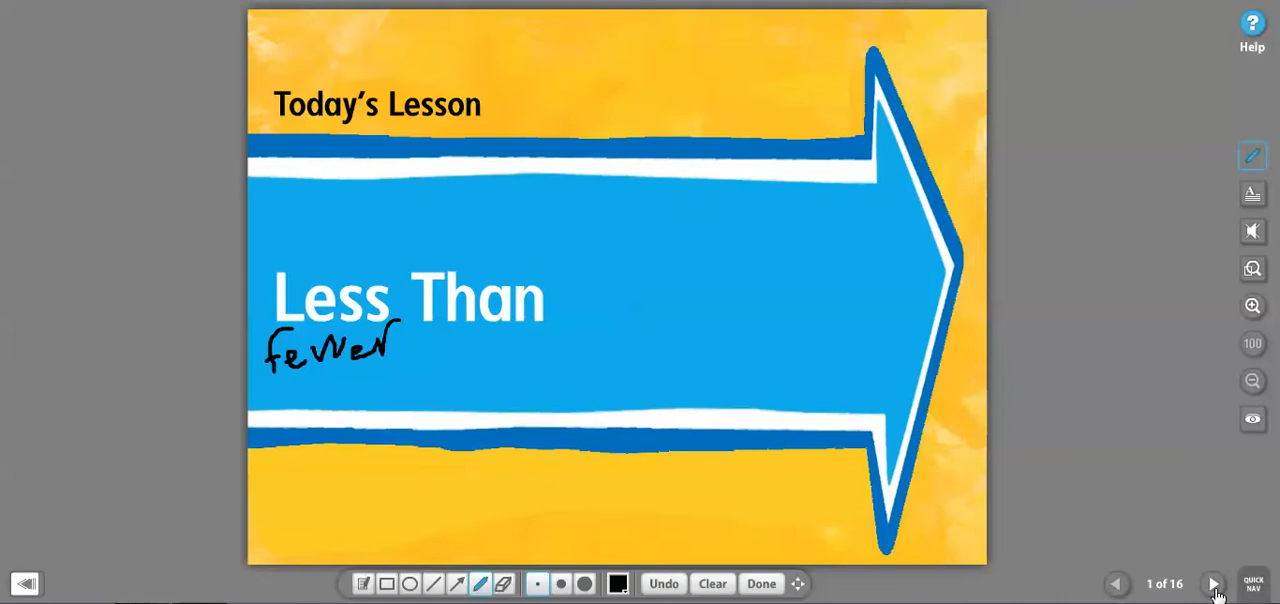 Help
Today's Lesson
Less Than
fewer
100
Undo Clear Done
1 of 16
QUICK NAV